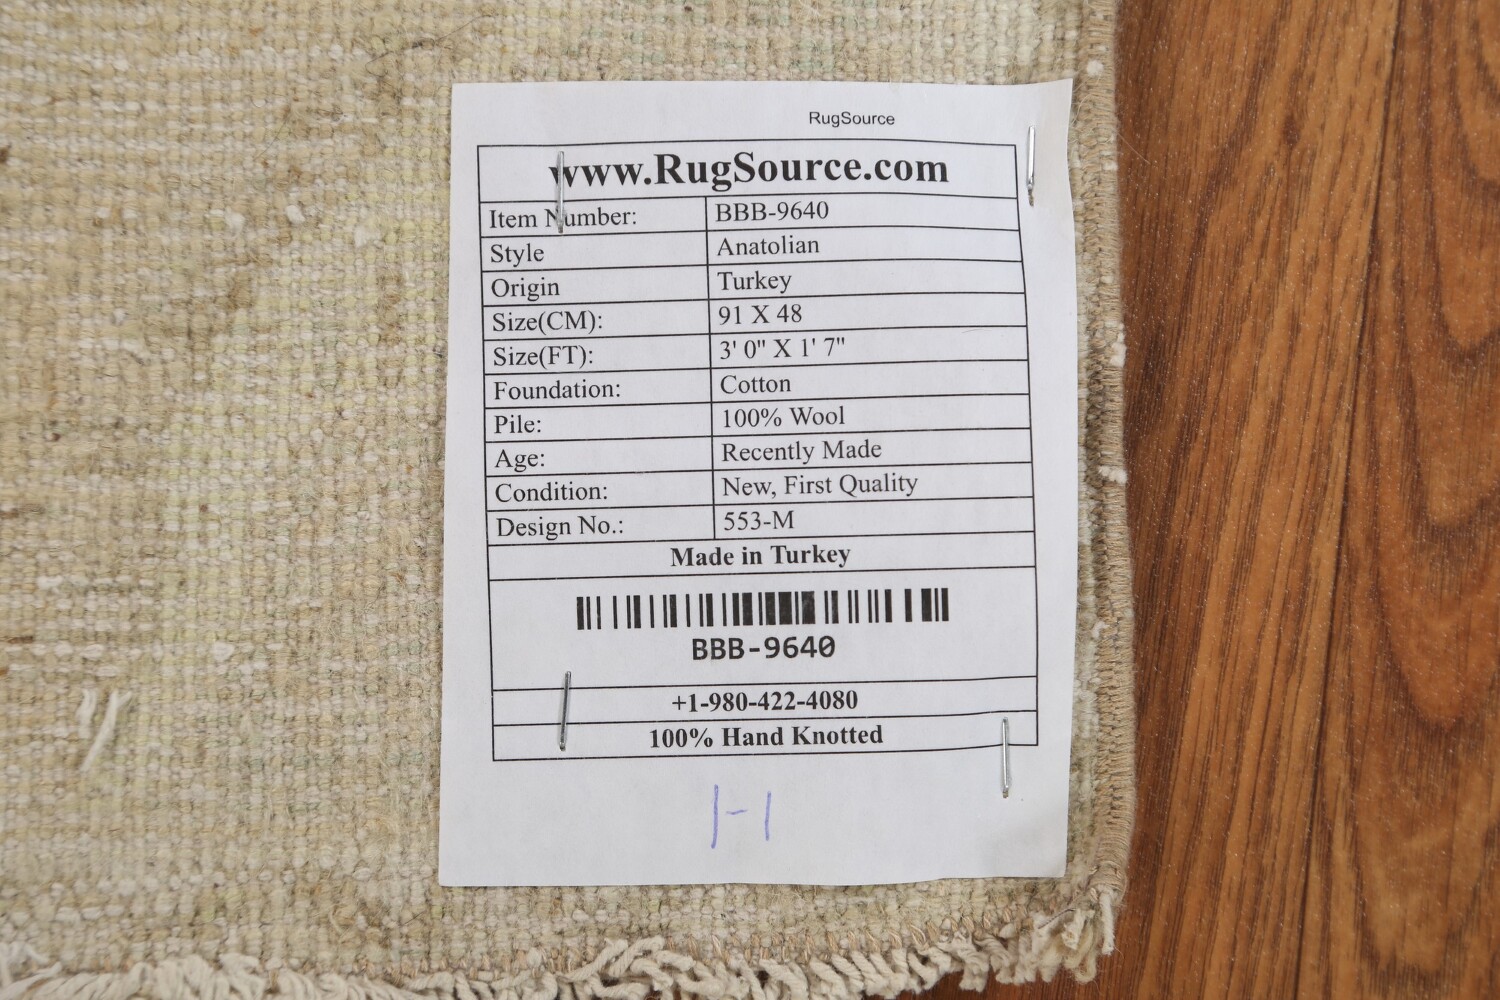 RugSource
www.RugSource.com
Item Number: BBB-9640
Style Anatolian
Origin Turkey
Size(CM): 91 X 48
Size(FT): 3' 0" X 1' 7"
Foundation: Cotton
Pile: 100% Wool
Age: Recently Made
Condition: New, First Quality
Design No.: 553-M
Made in Turkey
BBB-9640
+1-980-422-4080
100% Hand Knotted
1-1